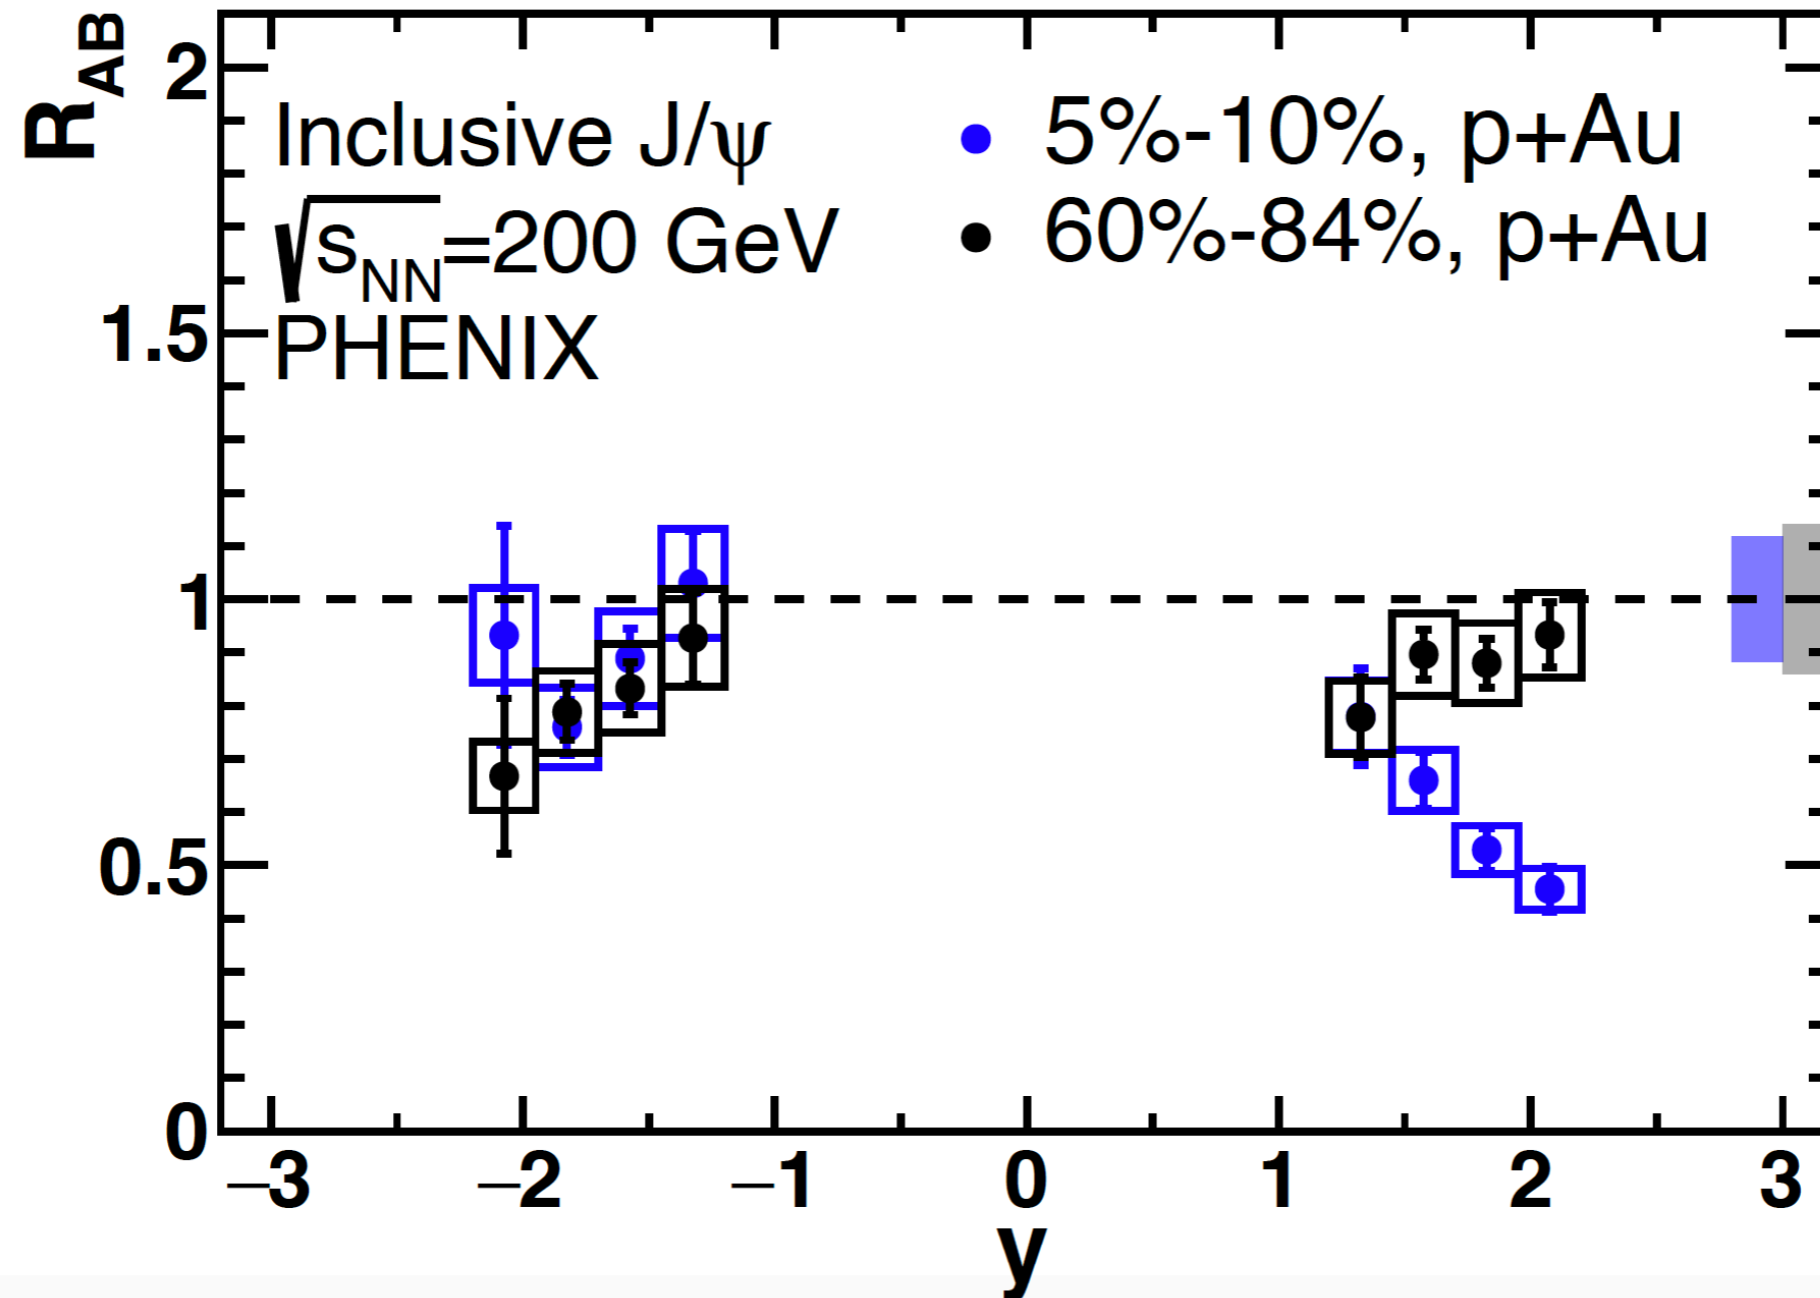 R_AB
2
1.5
1
0.5
0
Inclusive J/ψ
√s_NN=200 GeV
PHENIX
5%-10%, p+Au
60%-84%, p+Au
−3 −2 −1 0 1 2 3
y